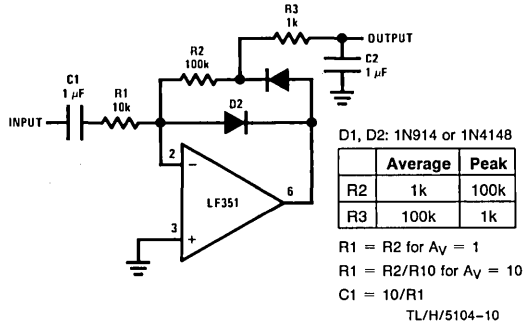 R3
1k
OUTPUT
R2
100k
C2
1 µF
C1
1 µF
R1
10k
D2
INPUT
2
−
LF351
6
3
+
D1, D2: 1N914 or 1N4148
Average Peak
R2 1k 100k
R3 100k 1k
R1 = R2 for AV = 1
R1 = R2/R10 for AV = 10
C1 = 10/R1
TL/H/5104–10